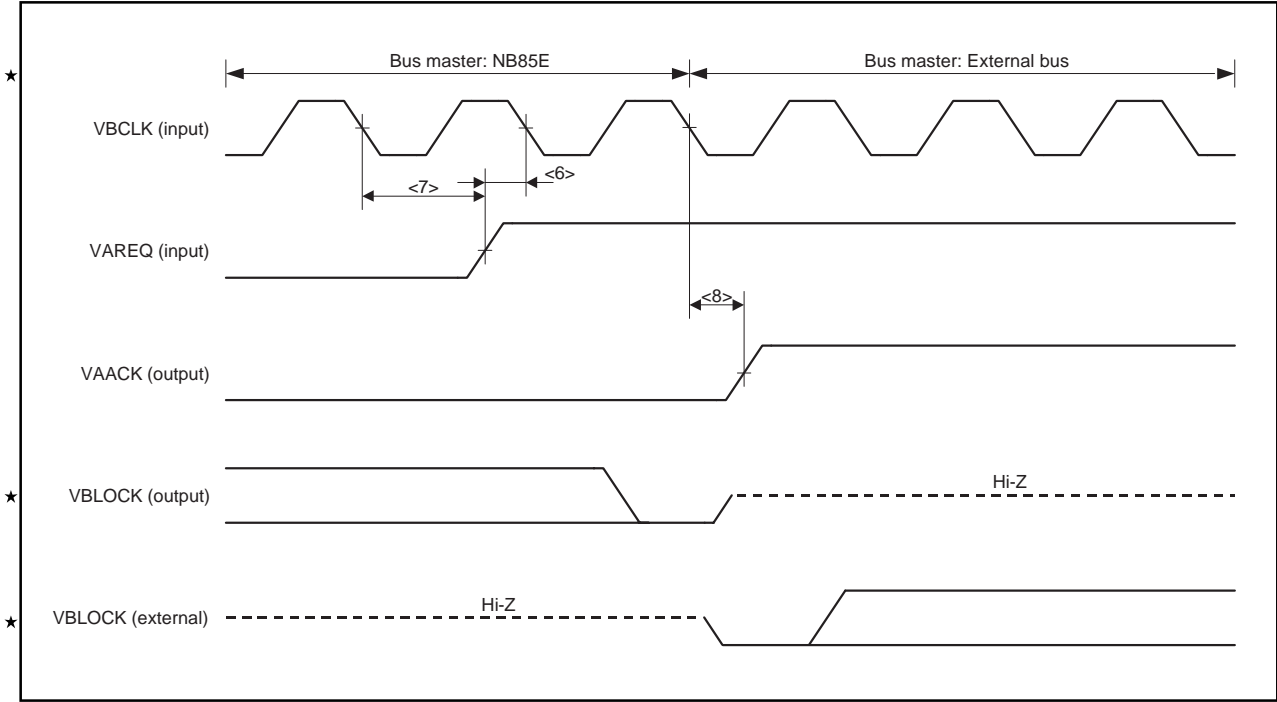 ★ Bus master: NB85E Bus master: External bus
VBCLK (input)
<7> <6>
VAREQ (input)
<8>
VAACK (output)
★ VBLOCK (output) Hi-Z
★ VBLOCK (external) Hi-Z